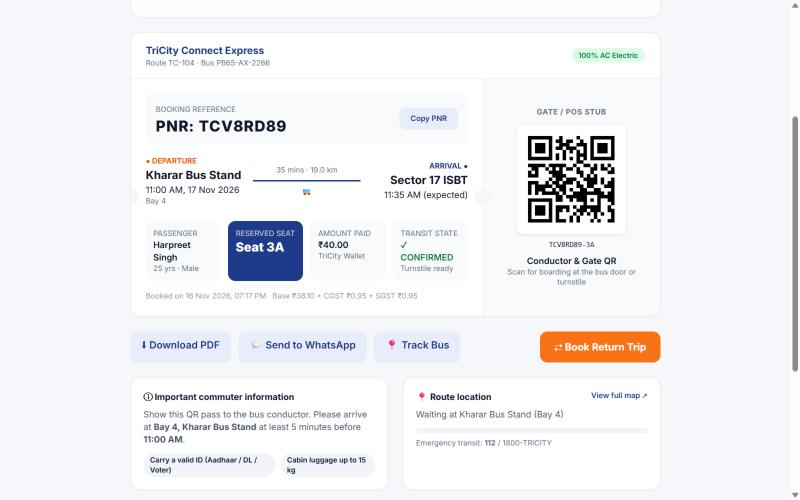 TriCity Connect Express
Route TC-104 · Bus PB65-AX-2266
100% AC Electric
BOOKING REFERENCE
PNR: TCV8RD89
Copy PNR
● DEPARTURE
Kharar Bus Stand
11:00 AM, 17 Nov 2026
Bay 4
35 mins · 19.0 km
ARRIVAL ●
Sector 17 ISBT
11:35 AM (expected)
PASSENGER
Harpreet
Singh
25 yrs · Male
RESERVED SEAT
Seat 3A
AMOUNT PAID
₹40.00
TriCity Wallet
TRANSIT STATE
✓
CONFIRMED
Turnstile ready
Booked on 16 Nov 2026, 07:17 PM · Base ₹38.10 + CGST ₹0.95 + SGST ₹0.95
GATE / POS STUB
TCV8RD89-3A
Conductor & Gate QR
Scan for boarding at the bus door or
turnstile
⬇ Download PDF
💬 Send to WhatsApp
📍 Track Bus
⇄ Book Return Trip
ⓘ Important commuter information
Show this QR pass to the bus conductor. Please arrive
at Bay 4, Kharar Bus Stand at least 5 minutes before
11:00 AM.
Carry a valid ID (Aadhaar / DL /
Voter)
Cabin luggage up to 15
kg
📍 Route location
View full map ↗
Waiting at Kharar Bus Stand (Bay 4)
Emergency transit: 112 / 1800-TRICITY